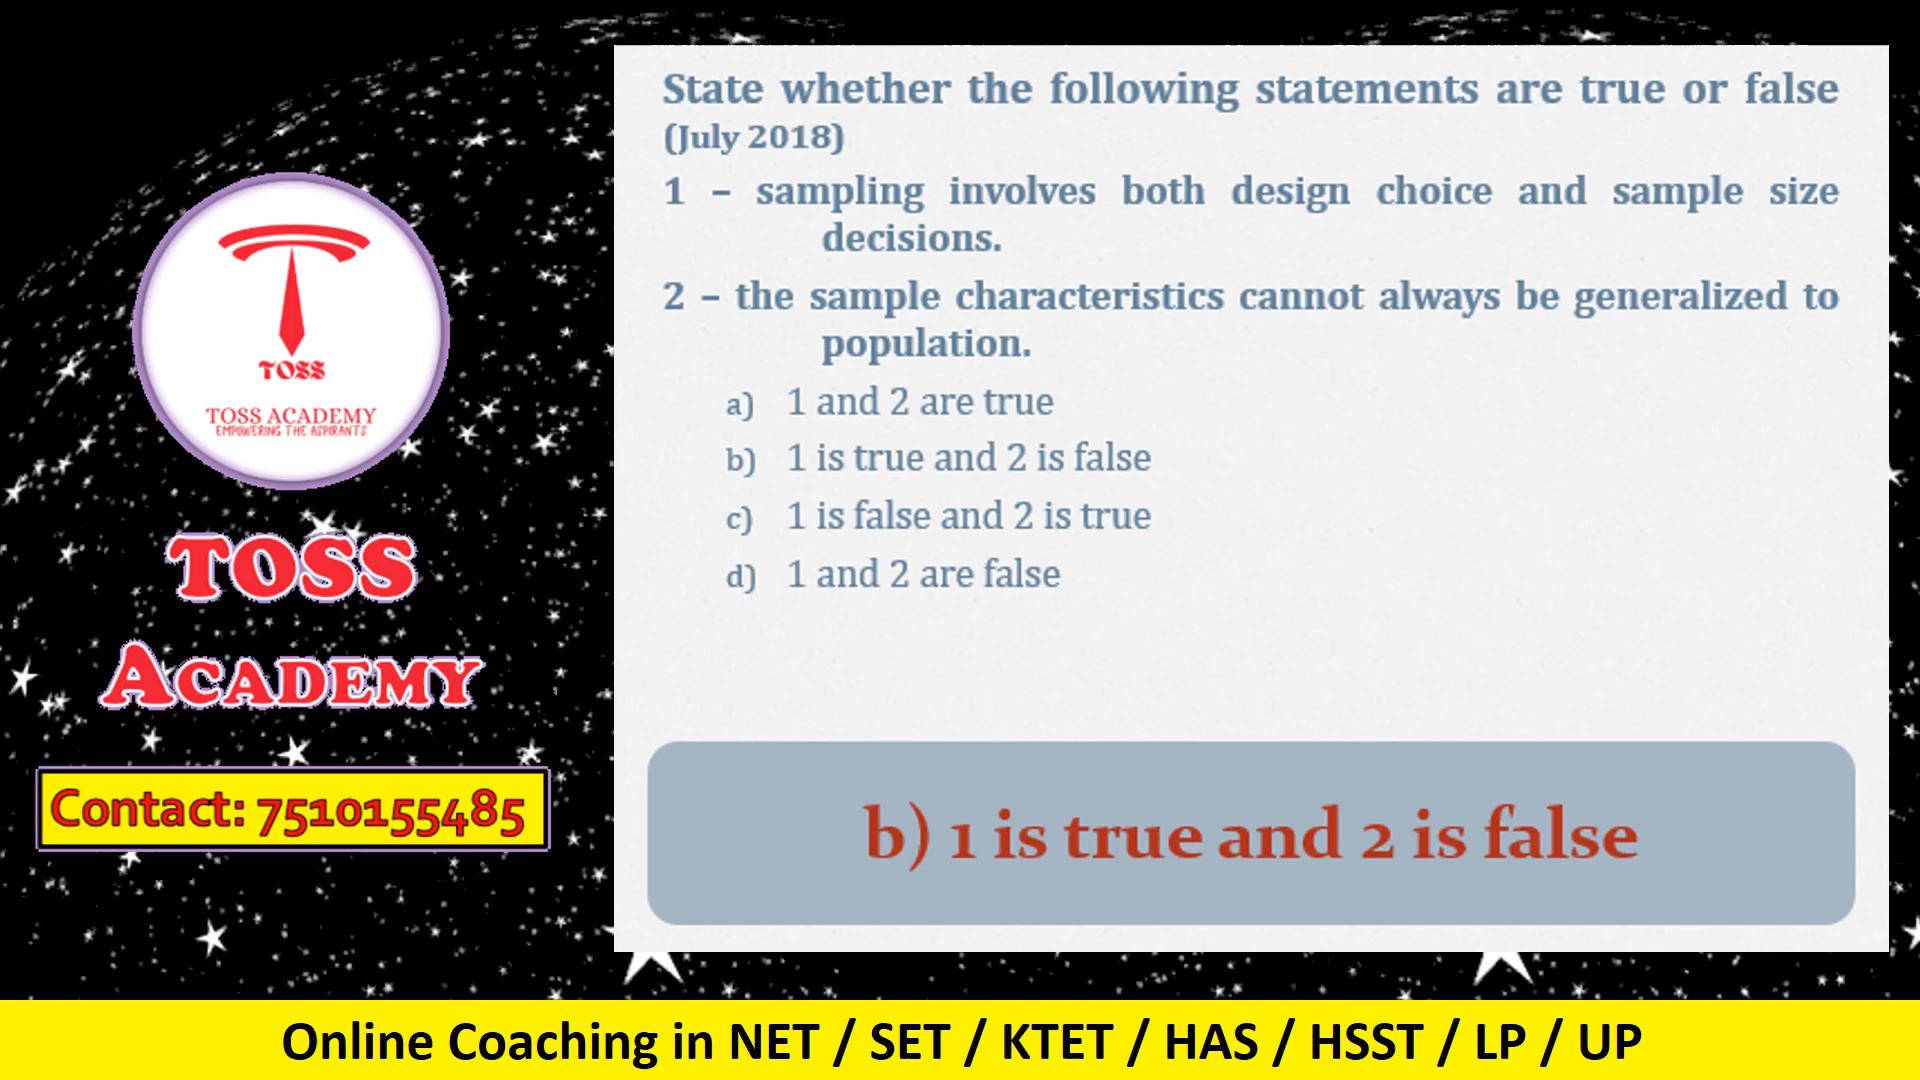 State whether the following statements are true or false
(July 2018)
1 – sampling involves both design choice and sample size
decisions.
2 – the sample characteristics cannot always be generalized to
population.
a) 1 and 2 are true
b) 1 is true and 2 is false
c) 1 is false and 2 is true
d) 1 and 2 are false
b) 1 is true and 2 is false
TOSS
TOSS ACADEMY
EMPOWERING THE ASPIRANTS
TOSS
ACADEMY
Contact: 7510155485
Online Coaching in NET / SET / KTET / HAS / HSST / LP / UP